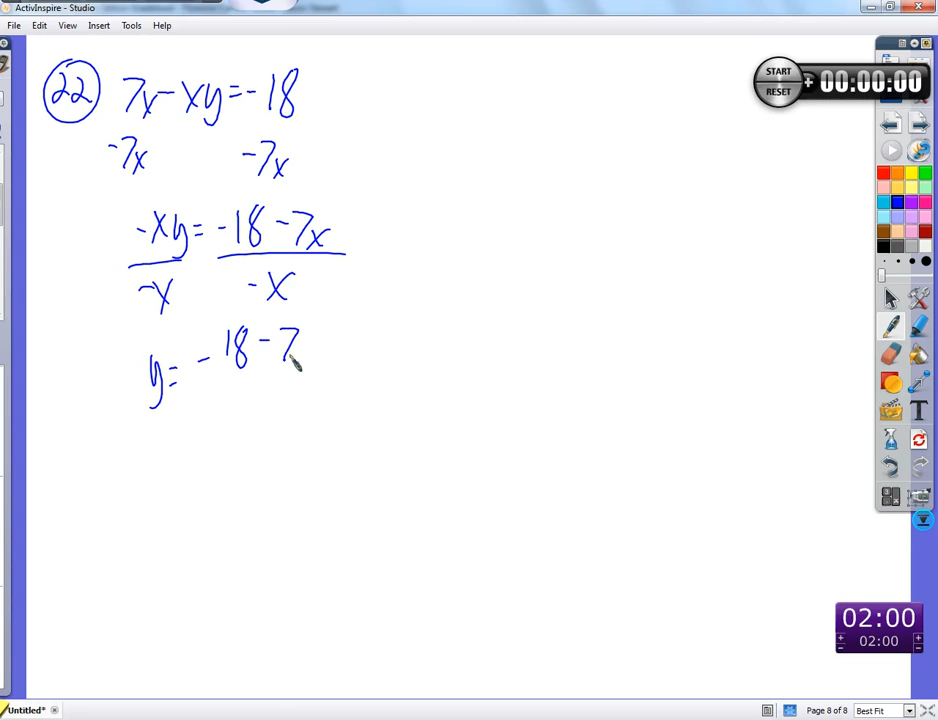 ActivInspire - Studio
File Edit View Insert Tools Help
START
RESET
00:00:00
22 7x - xy = -18
-7x -7x
-xy = -18 - 7x
-x -x
y = -18 - 7
02:00
02:00
Untitled*
Page 8 of 8
Best Fit